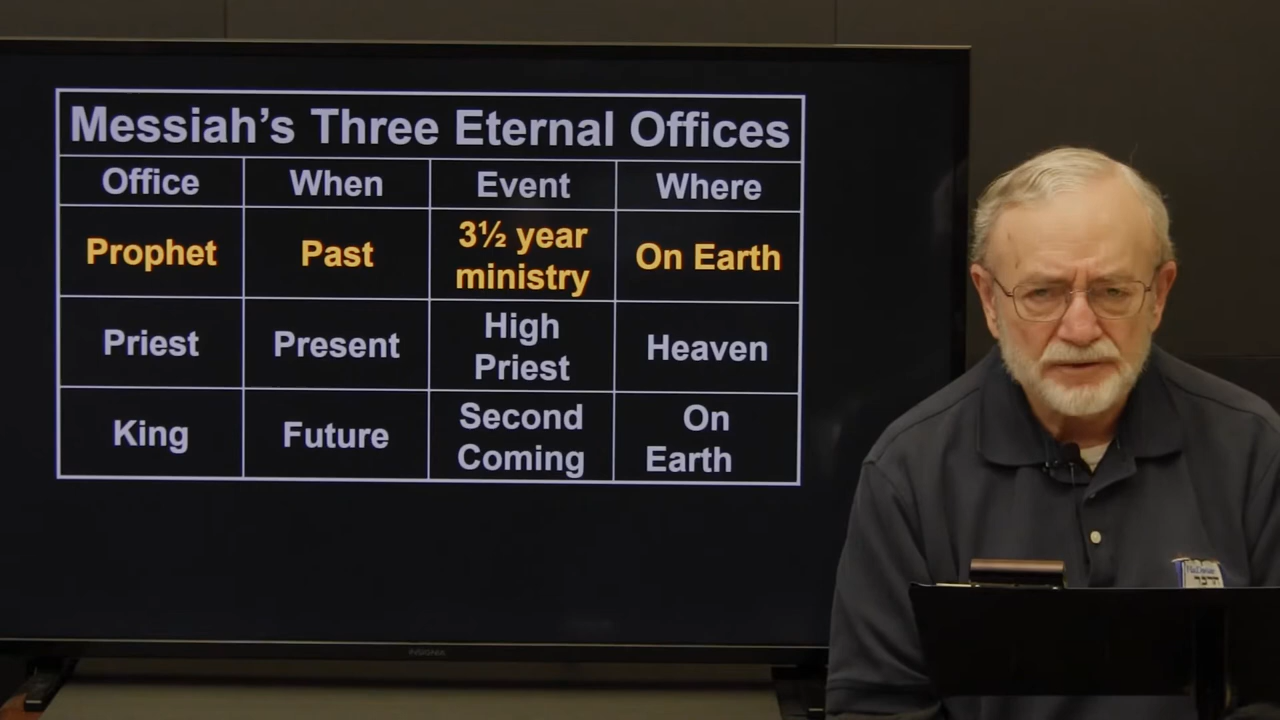 Messiah's Three Eternal Offices
Office When Event Where
Prophet Past 3½ year ministry On Earth
Priest Present High Priest Heaven
King Future Second Coming On Earth
INSIGNIA